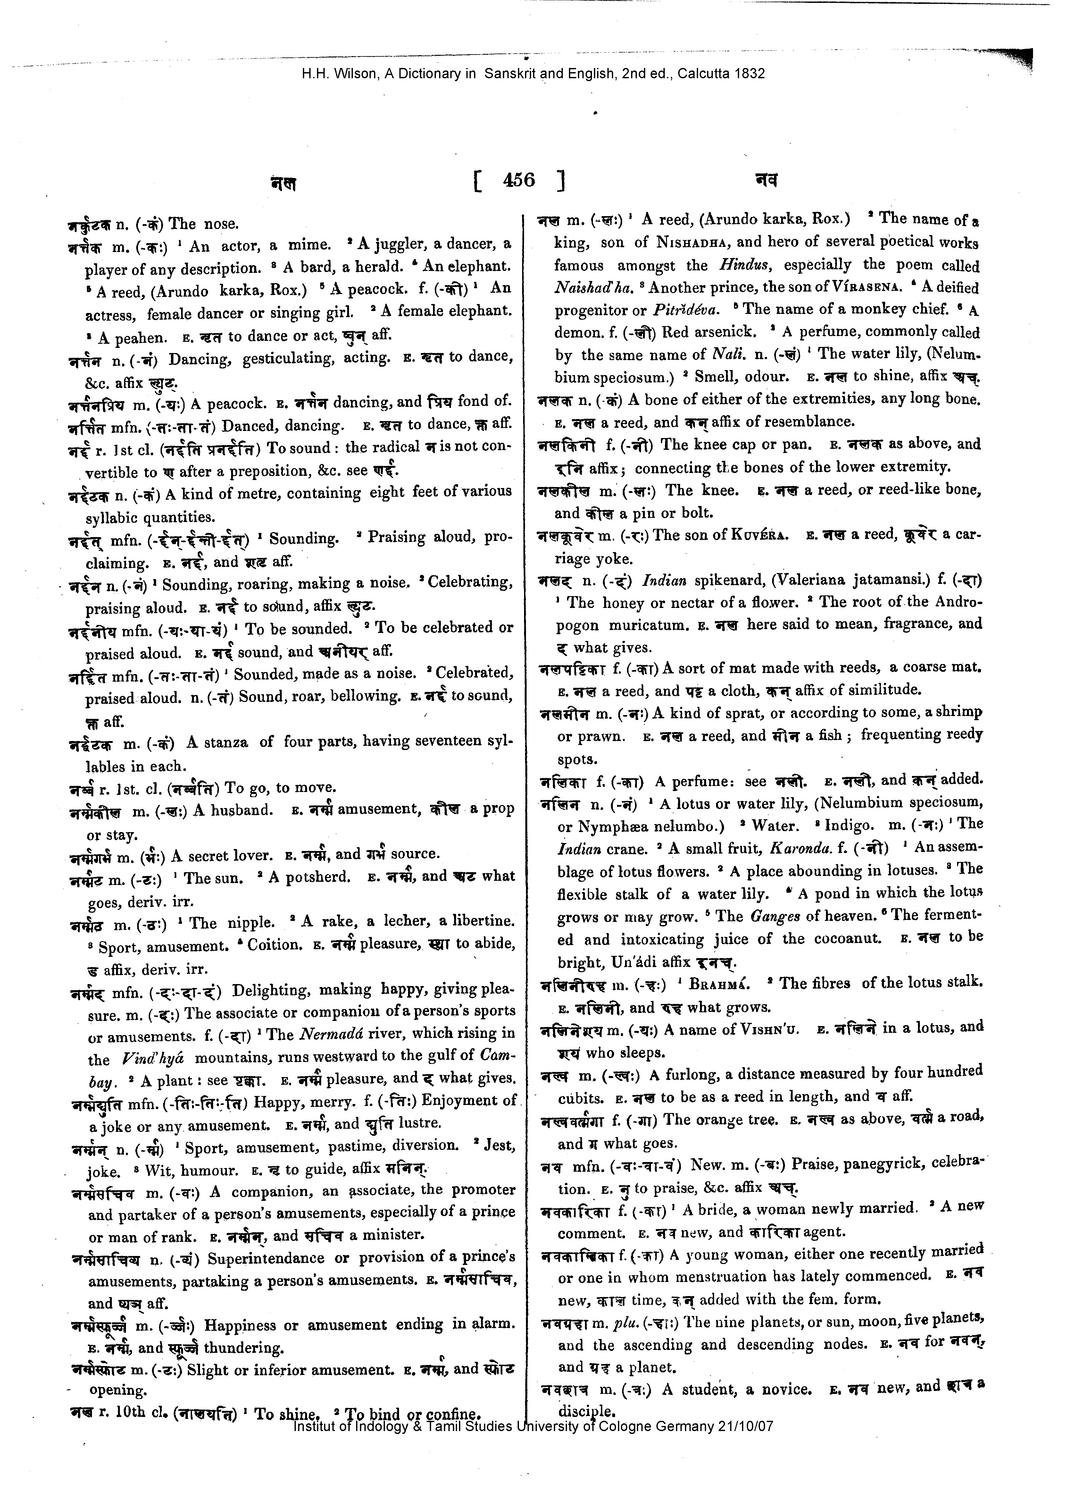 H.H. Wilson, A Dictionary in Sanskrit and English, 2nd ed., Calcutta 1832
नल [ 456 ] नव
नर्कुटक n. (-कं) The nose.
नर्त्तक m. (-कः) ¹ An actor, a mime. ² A juggler, a dancer, a
player of any description. ³ A bard, a herald. ⁴ An elephant.
⁵ A reed, (Arundo karka, Rox.) ⁶ A peacock. f. (-की) ¹ An
actress, female dancer or singing girl. ² A female elephant.
³ A peahen. E. नृत to dance or act, ष्वुन् aff.
नर्त्तन n. (-नं) Dancing, gesticulating, acting. E. नृत to dance,
&c. affix ल्युट्.
नर्त्तनप्रिय m. (-यः) A peacock. E. नर्त्तन dancing, and प्रिय fond of.
नर्त्तित mfn. (-तः-ता-तं) Danced, dancing. E. नृत to dance, क्त aff.
नर्द्द r. 1st cl. (नर्द्दति प्रनर्द्दति) To sound : the radical न is not con-
vertible to ण after a preposition, &c. see णर्द्द.
नर्द्दटक n. (-कं) A kind of metre, containing eight feet of various
syllabic quantities.
नर्द्दत् mfn. (-र्द्दन्-र्द्दन्ती-र्द्दत्) ¹ Sounding. ² Praising aloud, pro-
claiming. E. नर्द्द, and शतृ aff.
नर्द्दन n. (-नं) ¹ Sounding, roaring, making a noise. ² Celebrating,
praising aloud. E. नर्द्द to sound, affix ल्युट.
नर्द्दनीय mfn. (-यः-या-यं) ¹ To be sounded. ² To be celebrated or
praised aloud. E. नर्द्द sound, and अनीयर् aff.
नर्द्दित mfn. (-तः-ता-तं) ¹ Sounded, made as a noise. ² Celebrated,
praised aloud. n. (-तं) Sound, roar, bellowing. E. नर्द्द to sound,
क्त aff.
नर्द्दटक m. (-कं) A stanza of four parts, having seventeen syl-
lables in each.
नर्ब्ब r. 1st. cl. (नर्ब्बति) To go, to move.
नर्म्मकील m. (-लः) A husband. E. नर्म्म amusement, कील a prop
or stay.
नर्म्मगर्भ m. (र्भः) A secret lover. E. नर्म्म, and गर्भ source.
नर्म्मट m. (-टः) ¹ The sun. ² A potsherd. E. नर्म्म, and अट what
goes, deriv. irr.
नर्म्मठ m. (-ठः) ¹ The nipple. ² A rake, a lecher, a libertine.
³ Sport, amusement. ⁴ Coition. E. नर्म्म pleasure, स्था to abide,
ड affix, deriv. irr.
नर्म्मद mfn. (-दः-दा-दं) Delighting, making happy, giving plea-
sure. m. (-दः) The associate or companion of a person's sports
or amusements. f. (-दा) ¹ The Nermadá river, which rising in
the Vind'hyá mountains, runs westward to the gulf of Cam-
bay. ² A plant : see पृक्का. E. नर्म्म pleasure, and द what gives.
नर्म्मद्युति mfn. (-तिः-तिः-ति) Happy, merry. f. (-तिः) Enjoyment of
a joke or any amusement. E. नर्म्म, and द्युति lustre.
नर्म्मन् n. (-र्म्म) ¹ Sport, amusement, pastime, diversion. ² Jest,
joke. ³ Wit, humour. E. नृ to guide, affix मनिन्.
नर्म्मसचिव m. (-वः) A companion, an associate, the promoter
and partaker of a person's amusements, especially of a prince
or man of rank. E. नर्म्मन्, and सचिव a minister.
नर्म्मसाचिव्य n. (-व्यं) Superintendance or provision of a prince's
amusements, partaking a person's amusements. E. नर्म्मसाचिव,
and ष्यञ् aff.
नर्म्मस्फूर्ज्ज m. (-र्ज्जः) Happiness or amusement ending in alarm.
E. नर्म्म, and स्फूर्ज्ज thundering.
नर्म्मस्फोट m. (-टः) Slight or inferior amusement. E. नर्म्म, and स्फोट
opening.
नल r. 10th cl. (नालयति) ¹ To shine. ² To bind or confine.
नल m. (-लः) ¹ A reed, (Arundo karka, Rox.) ² The name of a
king, son of NISHADHA, and hero of several poetical works
famous amongst the Hindus, especially the poem called
Naishad'ha. ³ Another prince, the son of VÍRASENA. ⁴ A deified
progenitor or Pitrĭdéva. ⁵ The name of a monkey chief. ⁶ A
demon. f. (-ली) Red arsenick. ² A perfume, commonly called
by the same name of Nali. n. (-लं) ¹ The water lily, (Nelum-
bium speciosum.) ² Smell, odour. E. नल to shine, affix अच्.
नलक n. (-कं) A bone of either of the extremities, any long bone.
E. नल a reed, and कन् affix of resemblance.
नलकिनी f. (-नी) The knee cap or pan. E. नलक as above, and
इनि affix ; connecting the bones of the lower extremity.
नलकील m. (-लः) The knee. E. नल a reed, or reed-like bone,
and कील a pin or bolt.
नलकूवेर m. (-रः) The son of KUVÉRA. E. नल a reed, कूवेर a car-
riage yoke.
नलद n. (-दं) Indian spikenard, (Valeriana jatamansi.) f. (-दा)
¹ The honey or nectar of a flower. ² The root of the Andro-
pogon muricatum. E. नल here said to mean, fragrance, and
द what gives.
नलपट्टिका f. (-का) A sort of mat made with reeds, a coarse mat.
E. नल a reed, and पट्ट a cloth, कन् affix of similitude.
नलमीन m. (-नः) A kind of sprat, or according to some, a shrimp
or prawn. E. नल a reed, and मीन a fish ; frequenting reedy
spots.
नलिका f. (-का) A perfume: see नली. E. नली, and कन् added.
नलिन n. (-नं) ¹ A lotus or water lily, (Nelumbium speciosum,
or Nymphæa nelumbo.) ² Water. ³ Indigo. m. (-नः) ¹ The
Indian crane. ² A small fruit, Karonda. f. (-नी) ¹ An assem-
blage of lotus flowers. ² A place abounding in lotuses. ³ The
flexible stalk of a water lily. ⁴ A pond in which the lotus
grows or may grow. ⁵ The Ganges of heaven. ⁶ The ferment-
ed and intoxicating juice of the cocoanut. E. नल to be
bright, Un'ádi affix इनच्.
नलिनीरुह m. (-हः) ¹ BRAHMÁ. ² The fibres of the lotus stalk.
E. नलिनी, and रुह what grows.
नलिनेशय m. (-यः) A name of VISHN'U. E. नलिने in a lotus, and
शय who sleeps.
नल्व m. (-ल्वः) A furlong, a distance measured by four hundred
cubits. E. नल to be as a reed in length, and व aff.
नल्ववर्त्मगा f. (-गा) The orange tree. E. नल्व as above, वर्त्म a road,
and ग what goes.
नव mfn. (-वः-वा-वं) New. m. (-वः) Praise, panegyrick, celebra-
tion. E. नु to praise, &c. affix अच्.
नवकारिका f. (-का) ¹ A bride, a woman newly married. ² A new
comment. E. नव new, and कारिका agent.
नवकालिका f. (-का) A young woman, either one recently married
or one in whom menstruation has lately commenced. E. नव
new, काल time, कन् added with the fem. form.
नवग्रहा m. plu. (-हाः) The nine planets, or sun, moon, five planets,
and the ascending and descending nodes. E. नव for नवन्,
and ग्रह a planet.
नवछात्र m. (-त्रः) A student, a novice. E. नव new, and छात्र a
disciple.
Institut of Indology & Tamil Studies University of Cologne Germany 21/10/07